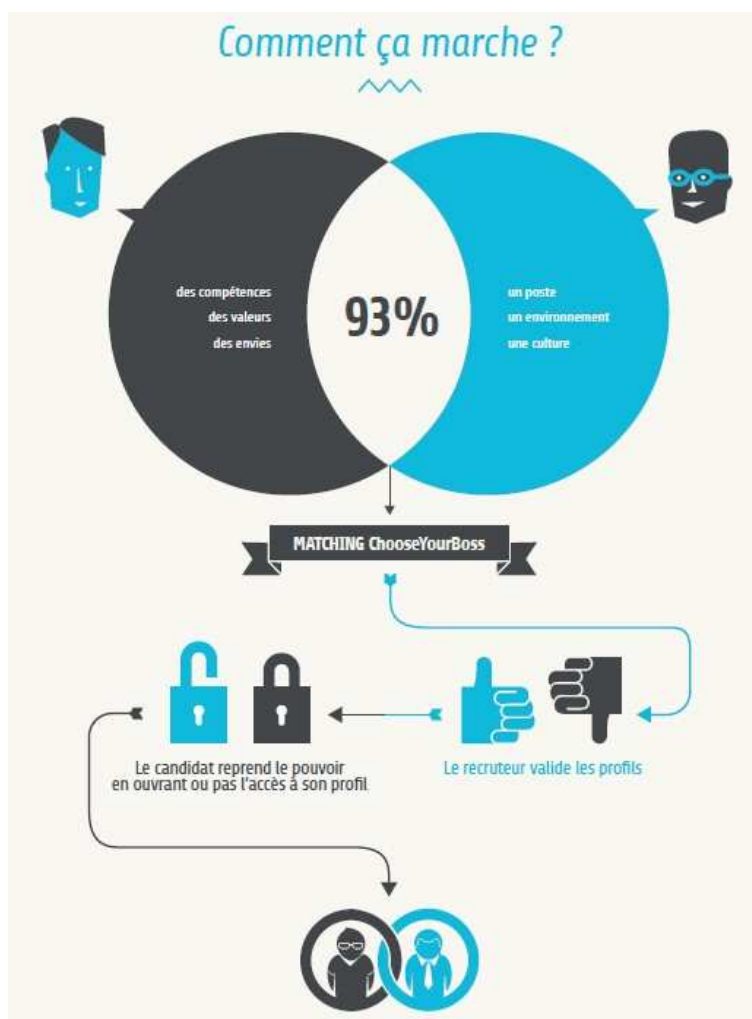 Comment ça marche ?
des compétences
des valeurs
des envies
93%
un poste
un environnement
une culture
MATCHING ChooseYourBoss
Le candidat reprend le pouvoir
en ouvrant ou pas l'accès à son profil
Le recruteur valide les profils